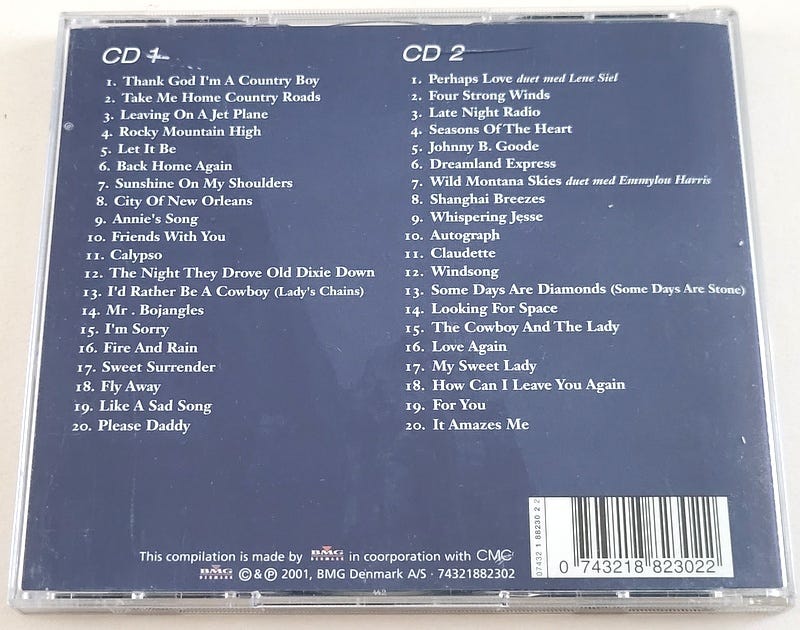 CD 1
1. Thank God I'm A Country Boy
2. Take Me Home Country Roads
3. Leaving On A Jet Plane
4. Rocky Mountain High
5. Let It Be
6. Back Home Again
7. Sunshine On My Shoulders
8. City Of New Orleans
9. Annie's Song
10. Friends With You
11. Calypso
12. The Night They Drove Old Dixie Down
13. I'd Rather Be A Cowboy (Lady's Chains)
14. Mr . Bojangles
15. I'm Sorry
16. Fire And Rain
17. Sweet Surrender
18. Fly Away
19. Like A Sad Song
20. Please Daddy
CD 2
1. Perhaps Love duet med Lene Siel
2. Four Strong Winds
3. Late Night Radio
4. Seasons Of The Heart
5. Johnny B. Goode
6. Dreamland Express
7. Wild Montana Skies duet med Emmylou Harris
8. Shanghai Breezes
9. Whispering Jesse
10. Autograph
11. Claudette
12. Windsong
13. Some Days Are Diamonds (Some Days Are Stone)
14. Looking For Space
15. The Cowboy And The Lady
16. Love Again
17. My Sweet Lady
18. How Can I Leave You Again
19. For You
20. It Amazes Me
This compilation is made by BMG DENMARK in coorporation with CMC
BMG DENMARK ©&℗ 2001, BMG Denmark A/S · 74321882302
07432 1 88230 2 2
0 743218 823022